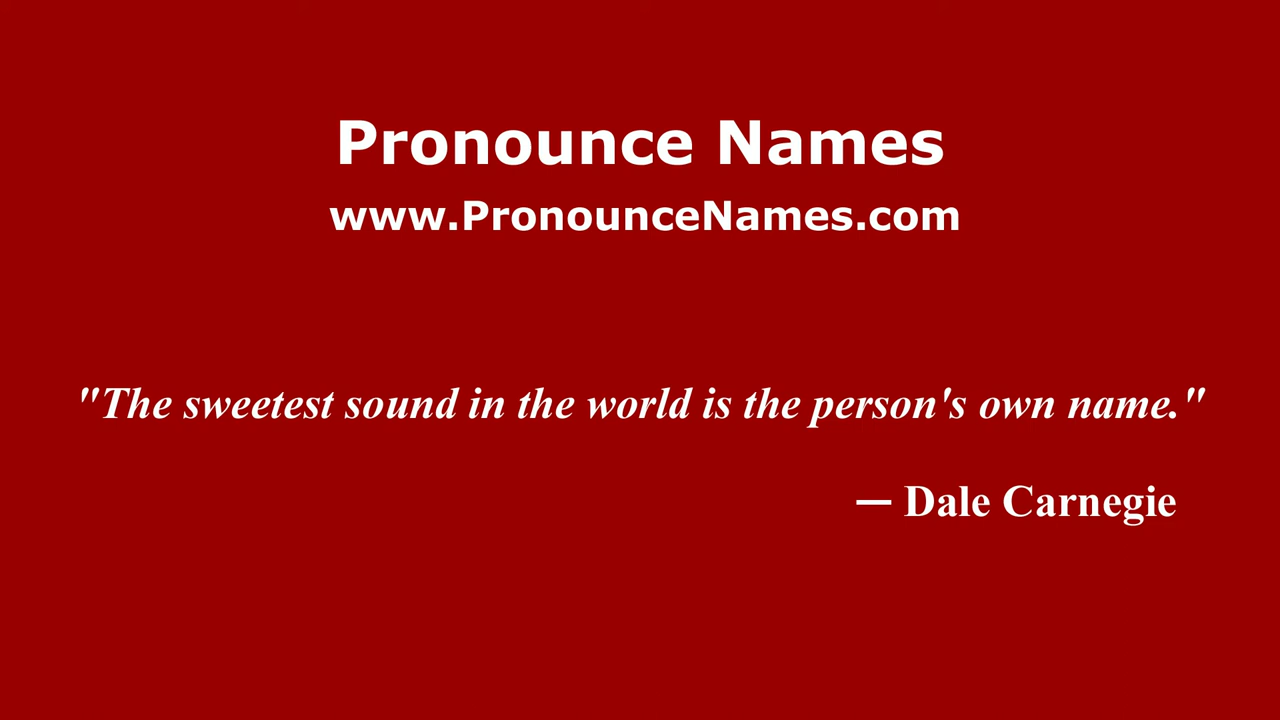 Pronounce Names
www.PronounceNames.com
"The sweetest sound in the world is the person's own name."
— Dale Carnegie